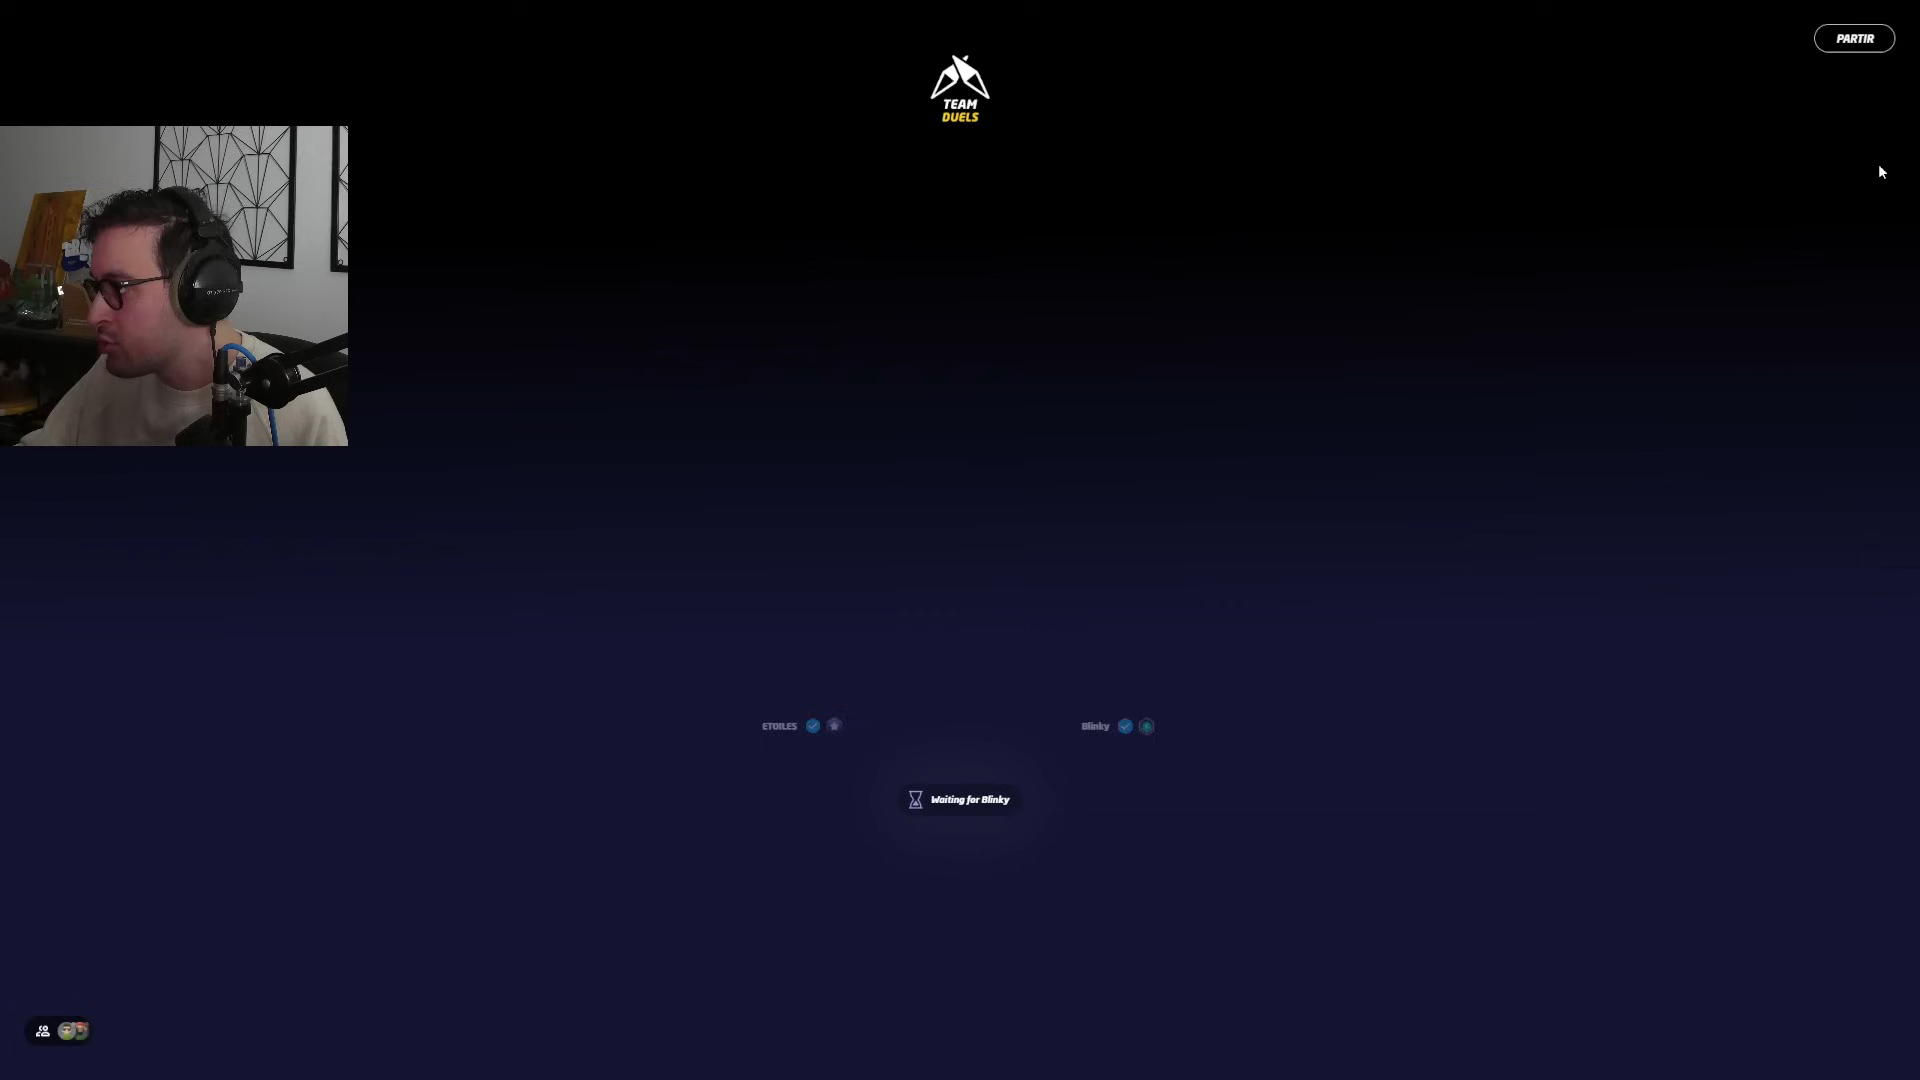 PARTIR
TEAM
DUELS
ETOILES
Blinky
Waiting for Blinky